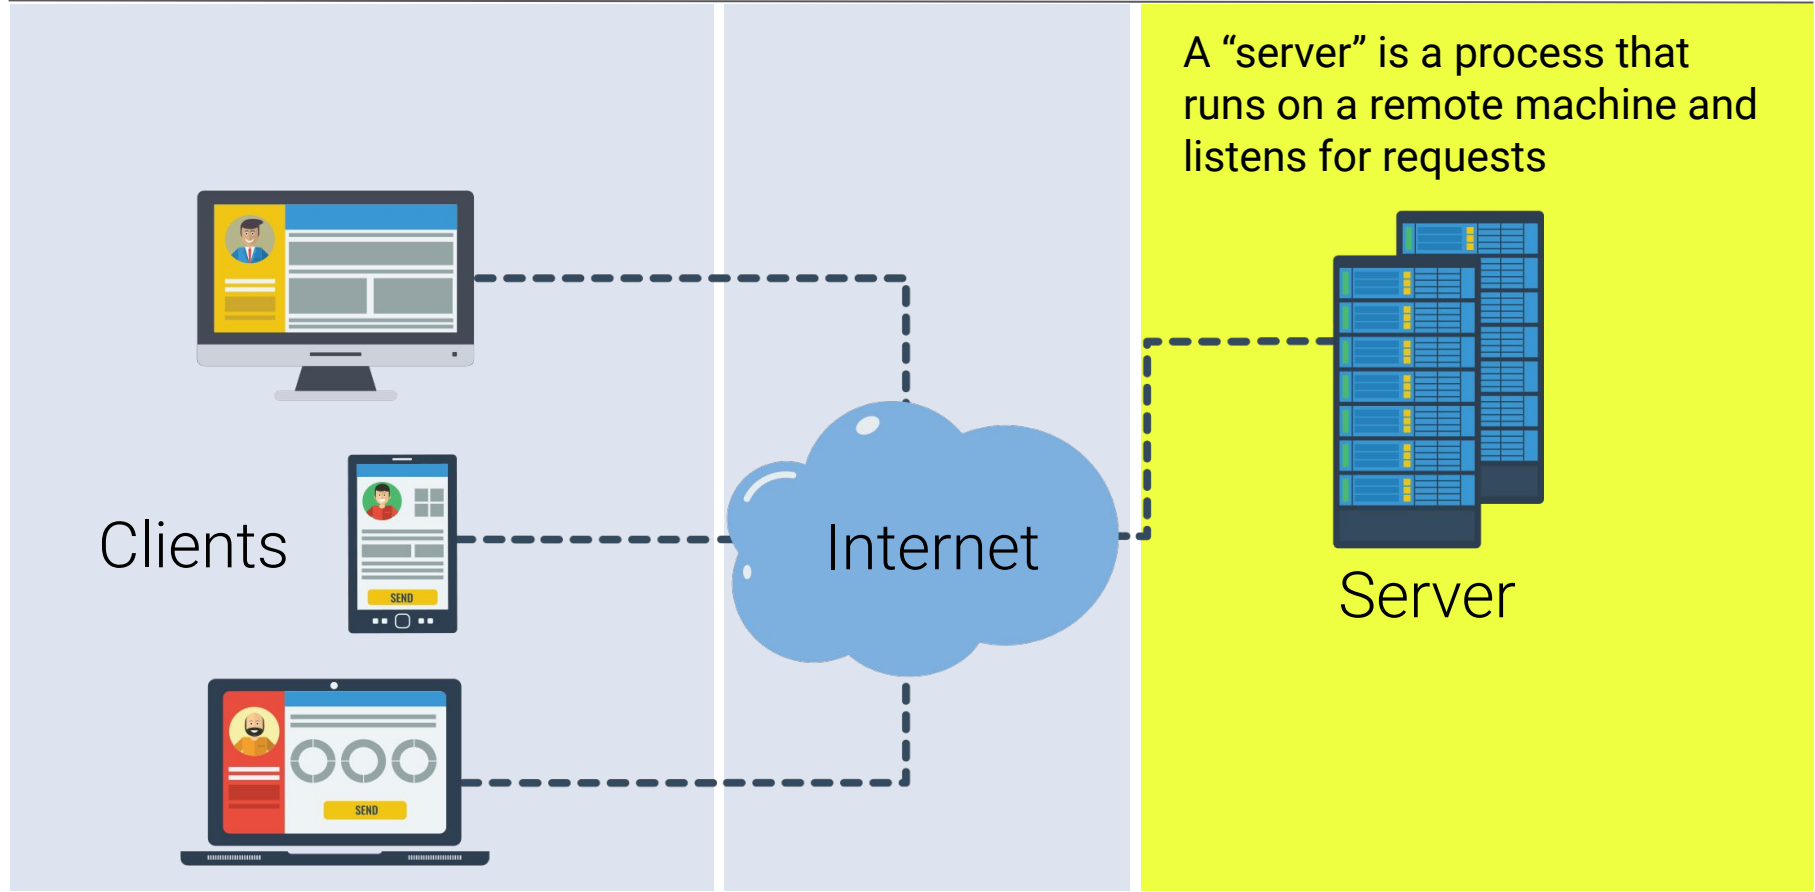 A “server” is a process that
runs on a remote machine and
listens for requests
Clients
SEND
SEND
Internet
Server